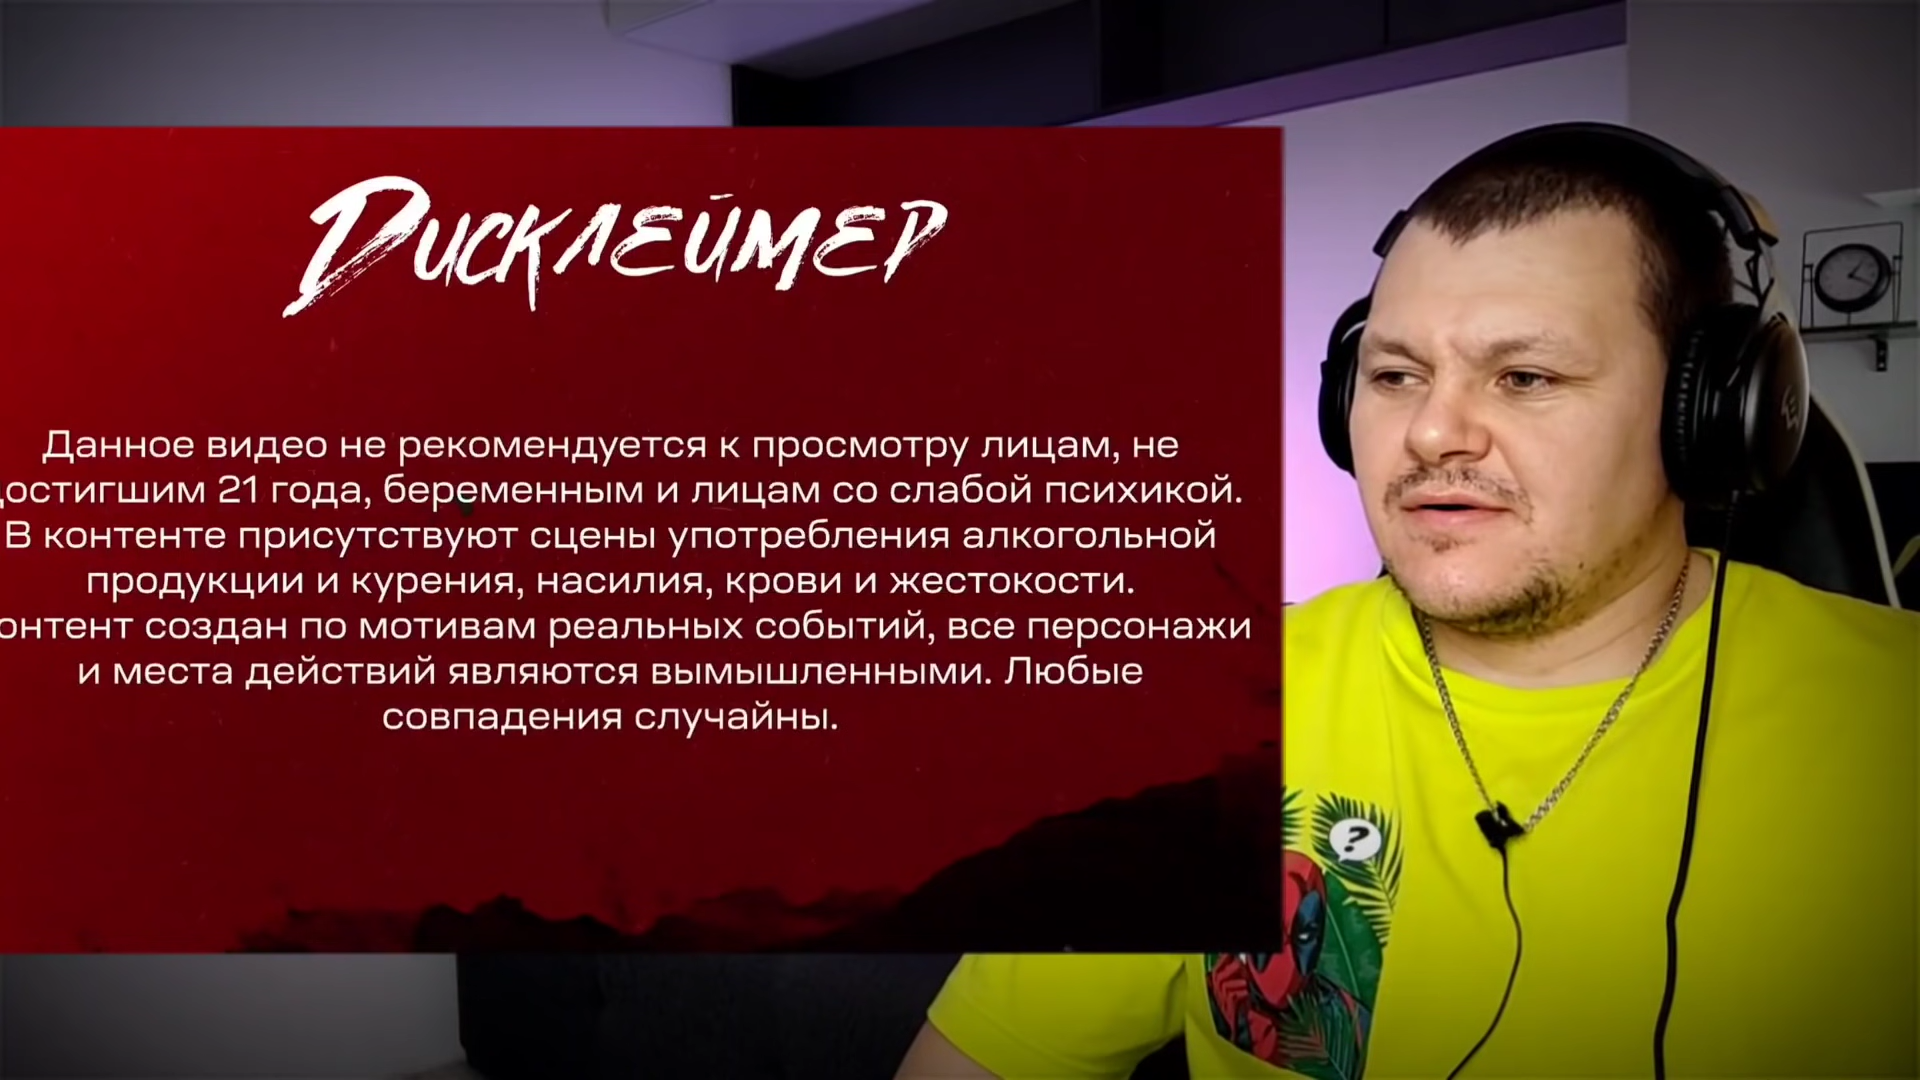 Дисклеймер
Данное видео не рекомендуется к просмотру лицам, не
достигшим 21 года, беременным и лицам со слабой психикой.
В контенте присутствуют сцены употребления алкогольной
продукции и курения, насилия, крови и жестокости.
онтент создан по мотивам реальных событий, все персонажи
и места действий являются вымышленными. Любые
совпадения случайны.
?